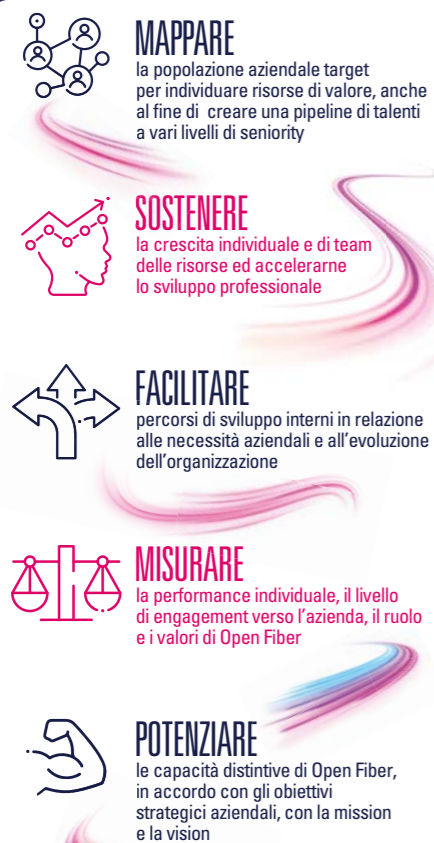 MAPPARE
la popolazione aziendale target
per individuare risorse di valore, anche
al fine di creare una pipeline di talenti
a vari livelli di seniority
SOSTENERE
la crescita individuale e di team
delle risorse ed accelerarne
lo sviluppo professionale
FACILITARE
percorsi di sviluppo interni in relazione
alle necessità aziendali e all’evoluzione
dell’organizzazione
MISURARE
la performance individuale, il livello
di engagement verso l’azienda, il ruolo
e i valori di Open Fiber
POTENZIARE
le capacità distintive di Open Fiber,
in accordo con gli obiettivi
strategici aziendali, con la mission
e la vision